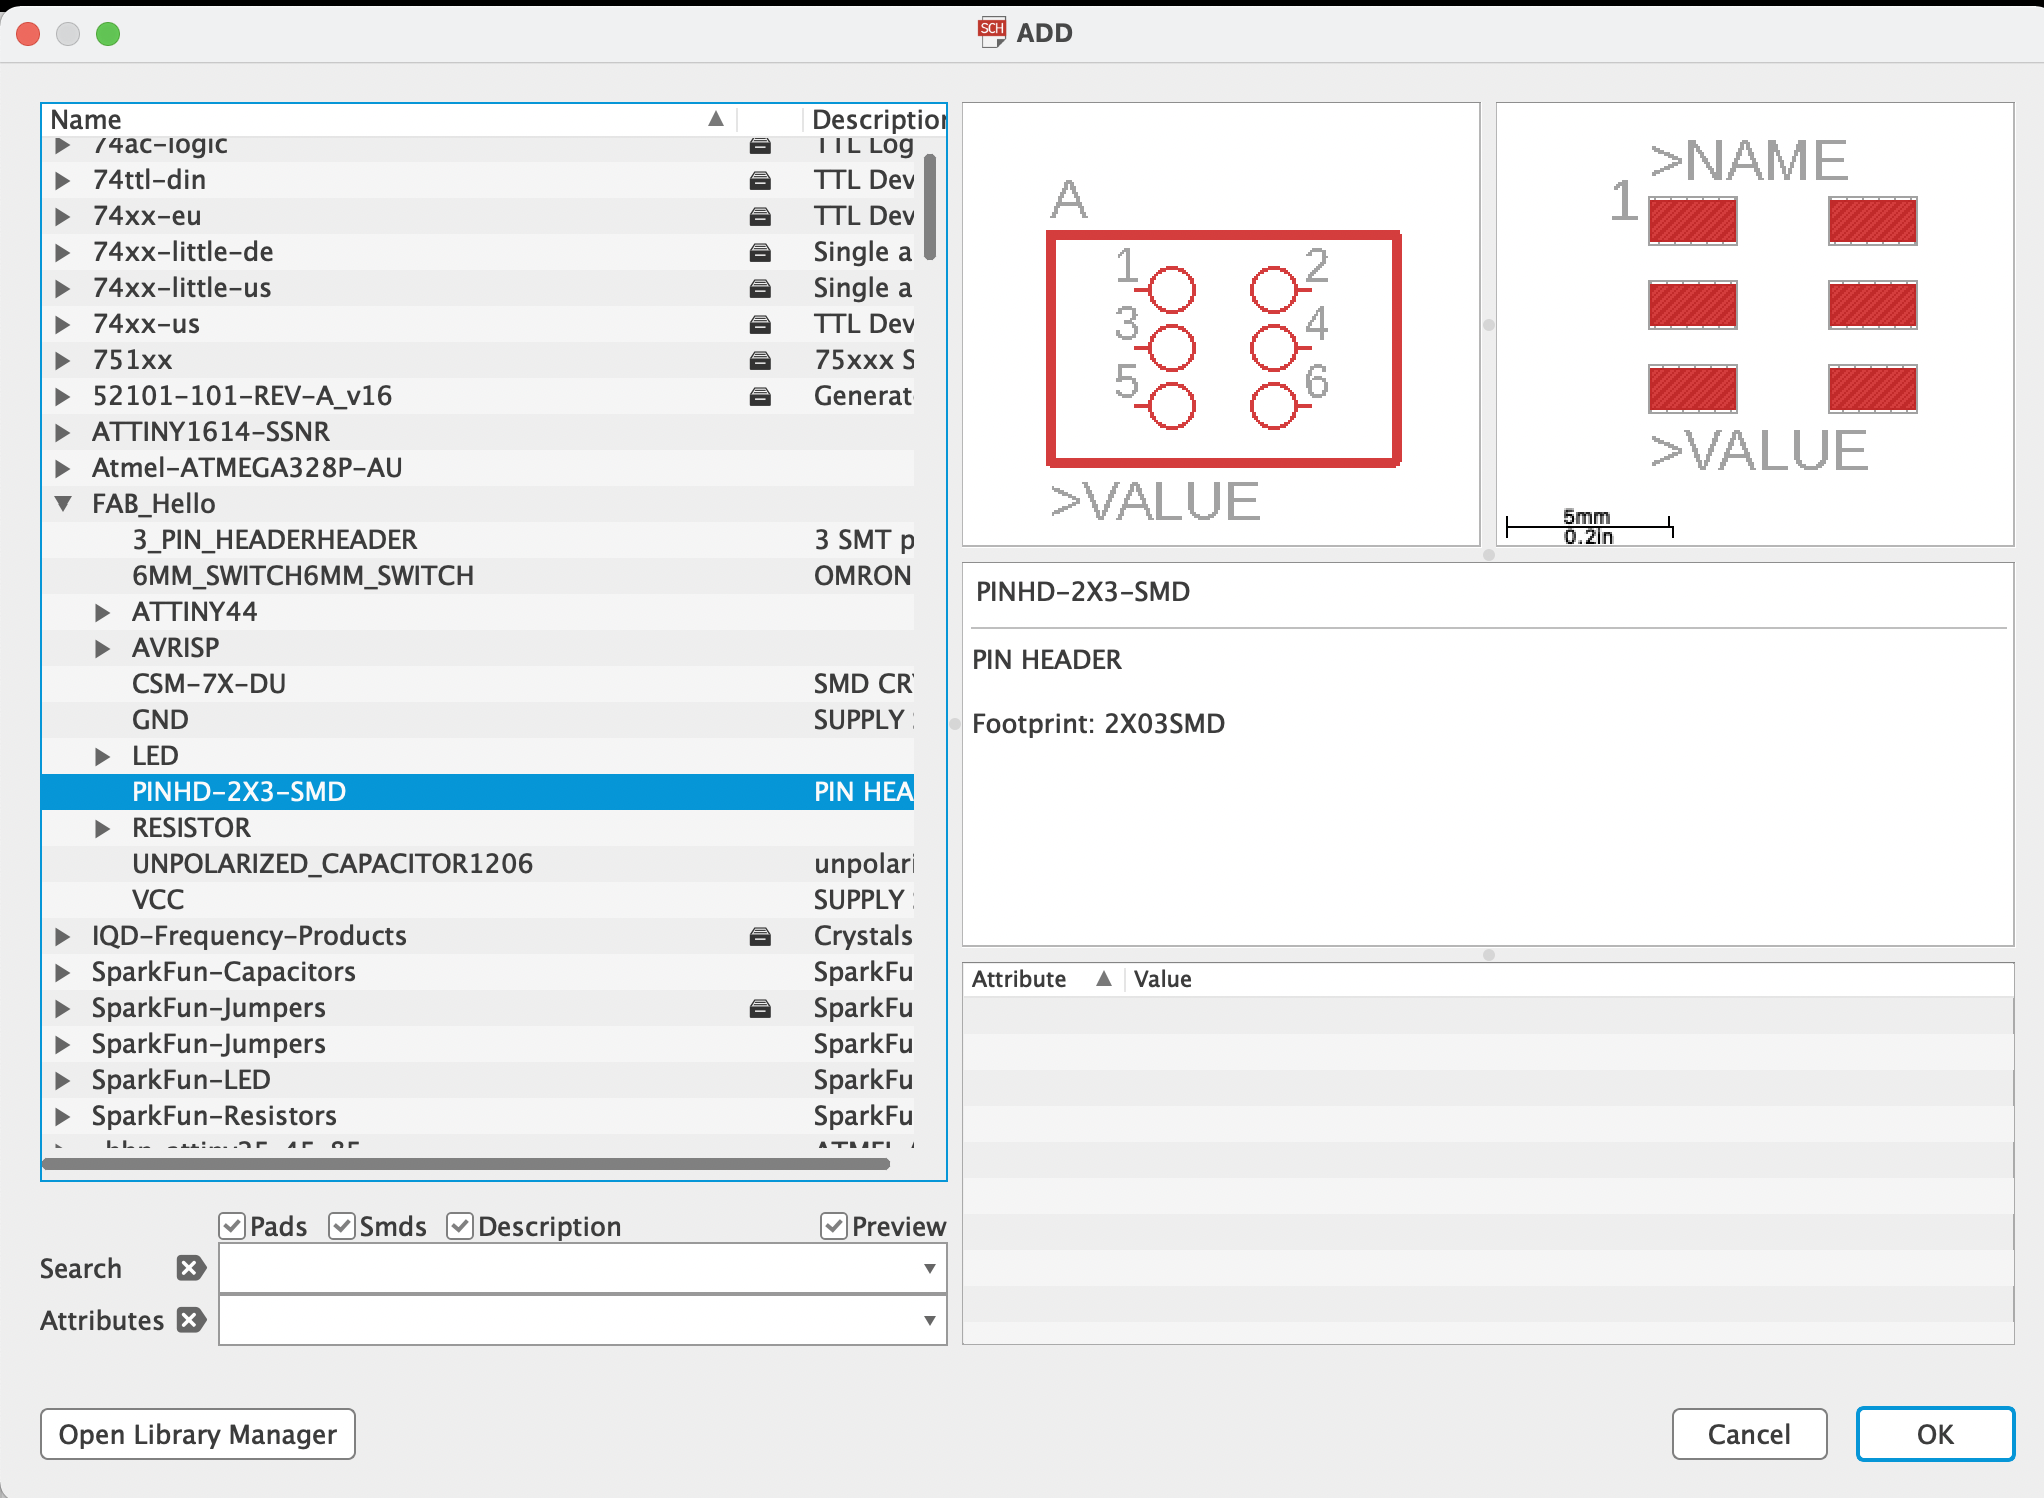 SCH ADD
Name Description
74ac-logic TTL Log
74ttl-din TTL Dev
74xx-eu TTL Dev
74xx-little-de Single a
74xx-little-us Single a
74xx-us TTL Dev
751xx 75xxx S
52101-101-REV-A_v16 Generat
ATTINY1614-SSNR
Atmel-ATMEGA328P-AU
FAB_Hello
3_PIN_HEADERHEADER 3 SMT p
6MM_SWITCH6MM_SWITCH OMRON
ATTINY44
AVRISP
CSM-7X-DU SMD CRY
GND SUPPLY
LED
PINHD-2X3-SMD PIN HEA
RESISTOR
UNPOLARIZED_CAPACITOR1206 unpolari
VCC SUPPLY
IQD-Frequency-Products Crystals
SparkFun-Capacitors SparkFu
SparkFun-Jumpers SparkFu
SparkFun-Jumpers SparkFu
SparkFun-LED SparkFu
SparkFun-Resistors SparkFu
Pads Smds Description Preview
Search
Attributes
Open Library Manager
A
1 2
3 4
5 6
>VALUE
>NAME
1
>VALUE
5mm
0.2in
PINHD-2X3-SMD
PIN HEADER
Footprint: 2X03SMD
Attribute Value
Cancel OK